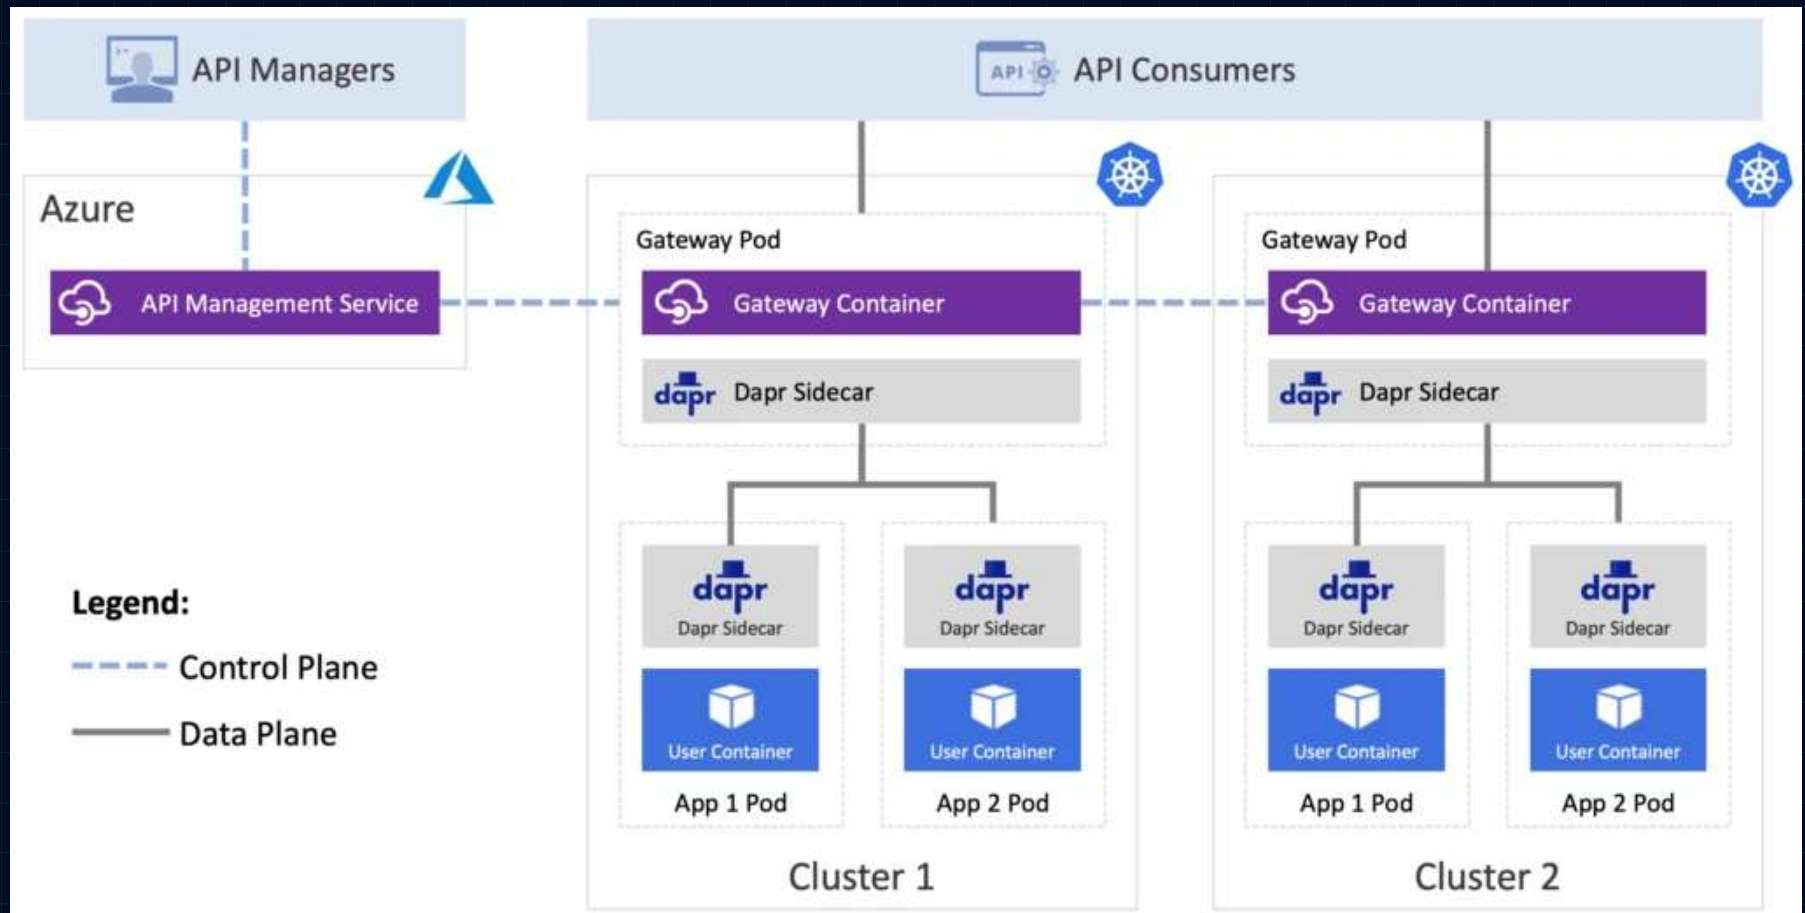 API Managers
API
API Consumers
Azure
API Management Service
Gateway Pod
Gateway Container
dapr
Dapr Sidecar
dapr
Dapr Sidecar
User Container
App 1 Pod
dapr
Dapr Sidecar
User Container
App 2 Pod
Cluster 1
Gateway Pod
Gateway Container
dapr
Dapr Sidecar
dapr
Dapr Sidecar
User Container
App 1 Pod
dapr
Dapr Sidecar
User Container
App 2 Pod
Cluster 2
Legend:
Control Plane
Data Plane